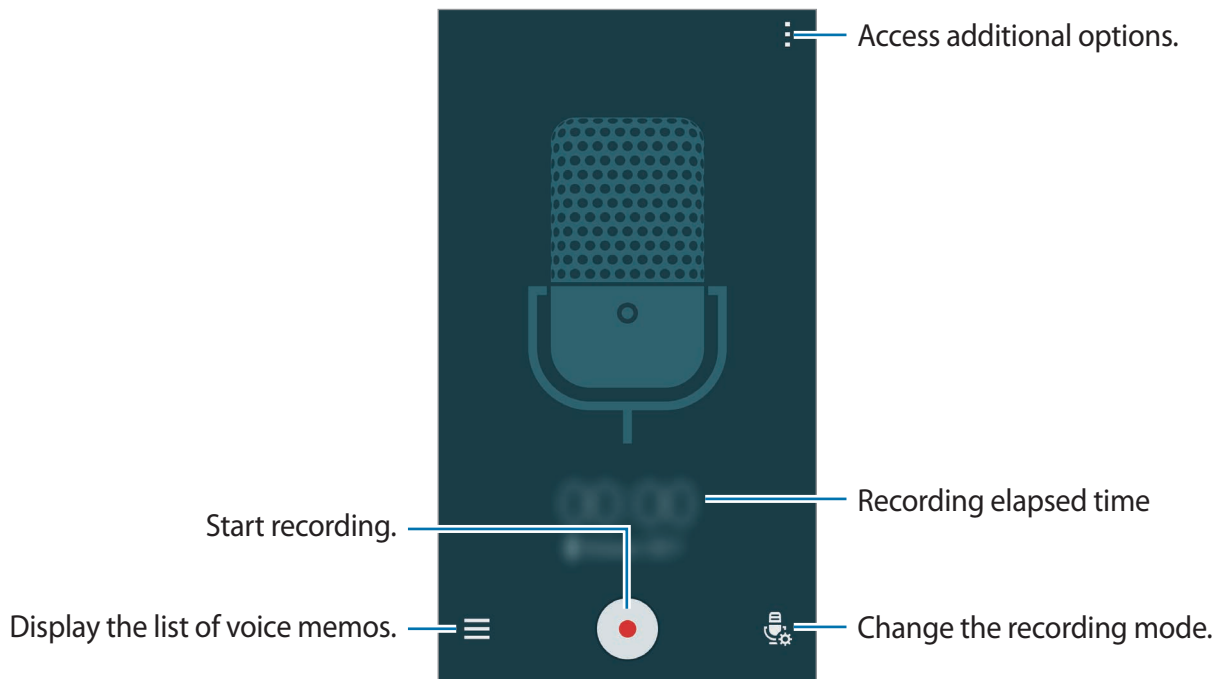 Access additional options.
Recording elapsed time
Start recording.
Display the list of voice memos.
Change the recording mode.